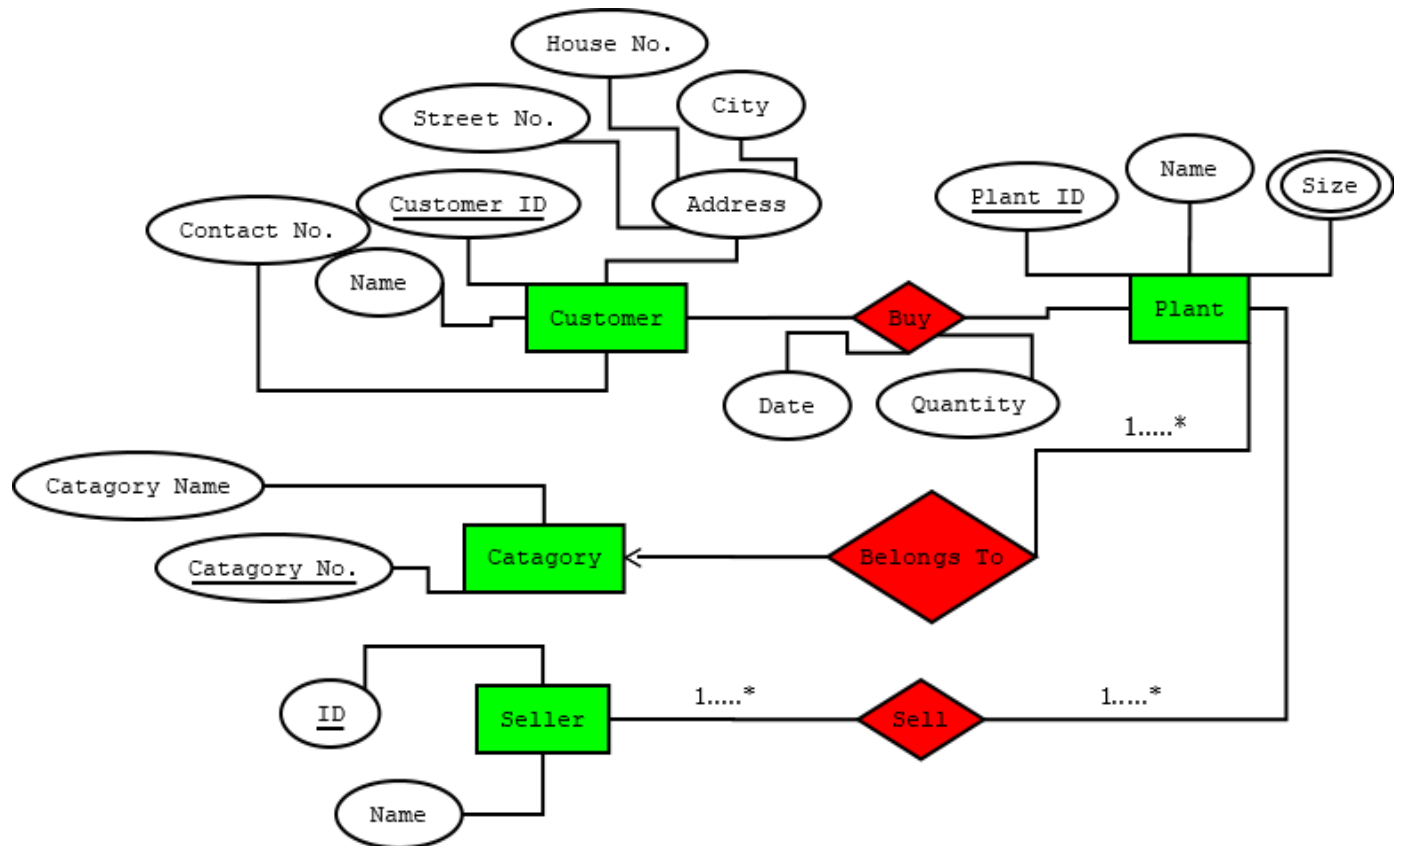 House No.
City
Street No.
Name
Size
Customer ID
Address
Plant ID
Contact No.
Name
Customer
Buy
Plant
Date
Quantity
1.....*
Catagory Name
Catagory
Belongs To
Catagory No.
1.....*
1.....*
ID
Seller
Sell
Name